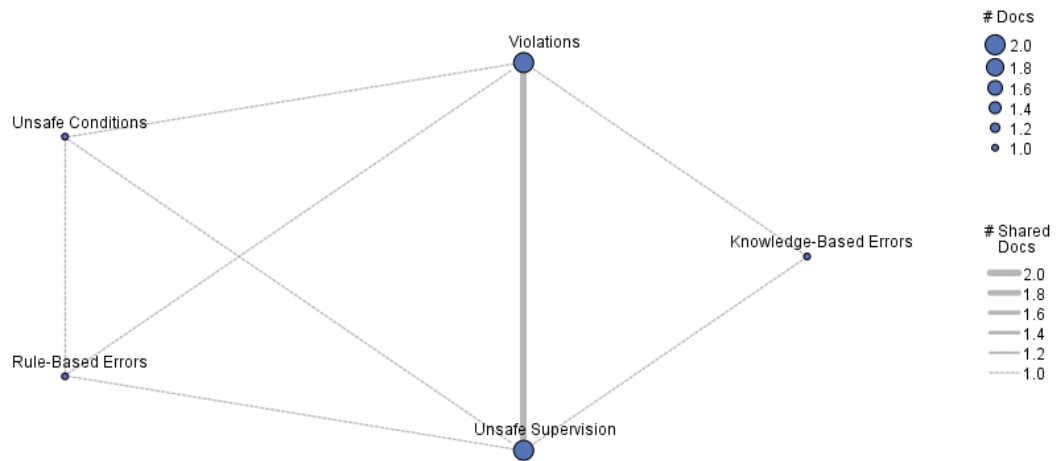 Violations
Unsafe Conditions
Knowledge-Based Errors
Rule-Based Errors
Unsafe Supervision
# Docs
2.0
1.8
1.6
1.4
1.2
1.0
# Shared
Docs
2.0
1.8
1.6
1.4
1.2
1.0